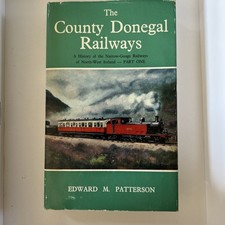 The
County Donegal
Railways
A History of the Narrow-Gauge Railways
of North-West Ireland — PART ONE
EDWARD M. PATTERSON